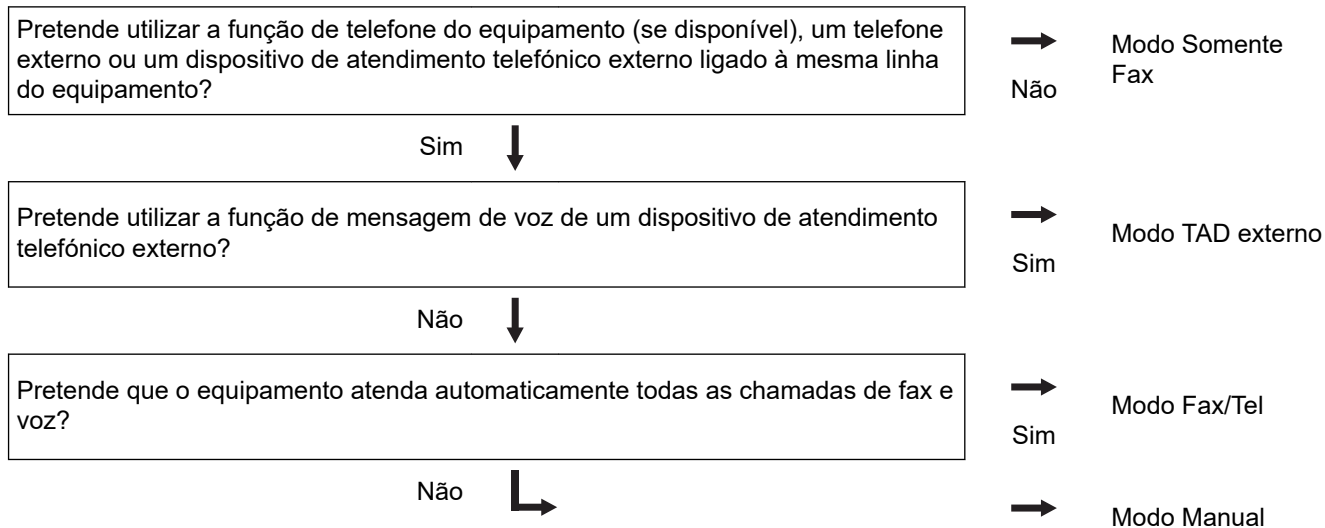 Pretende utilizar a função de telefone do equipamento (se disponível), um telefone
externo ou um dispositivo de atendimento telefónico externo ligado à mesma linha
do equipamento?
Não
Modo Somente
Fax
Sim
Pretende utilizar a função de mensagem de voz de um dispositivo de atendimento
telefónico externo?
Sim
Modo TAD externo
Não
Pretende que o equipamento atenda automaticamente todas as chamadas de fax e
voz?
Sim
Modo Fax/Tel
Não
Modo Manual